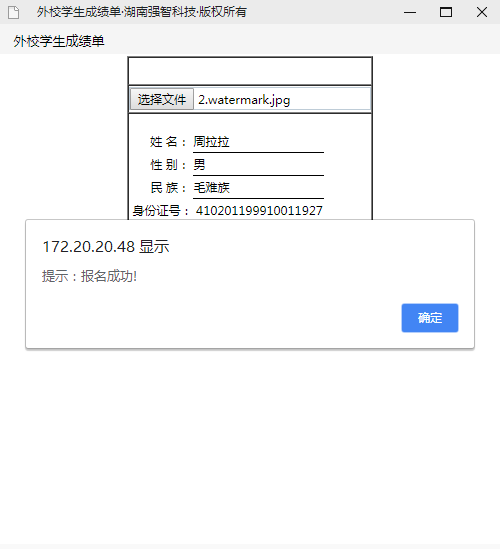 外校学生成绩单·湖南强智科技·版权所有
外校学生成绩单
选择文件 2.watermark.jpg
姓 名： 周拉拉
性 别： 男
民 族： 毛难族
身份证号： 410201199910011927
172.20.20.48 显示
提示：报名成功!
确定